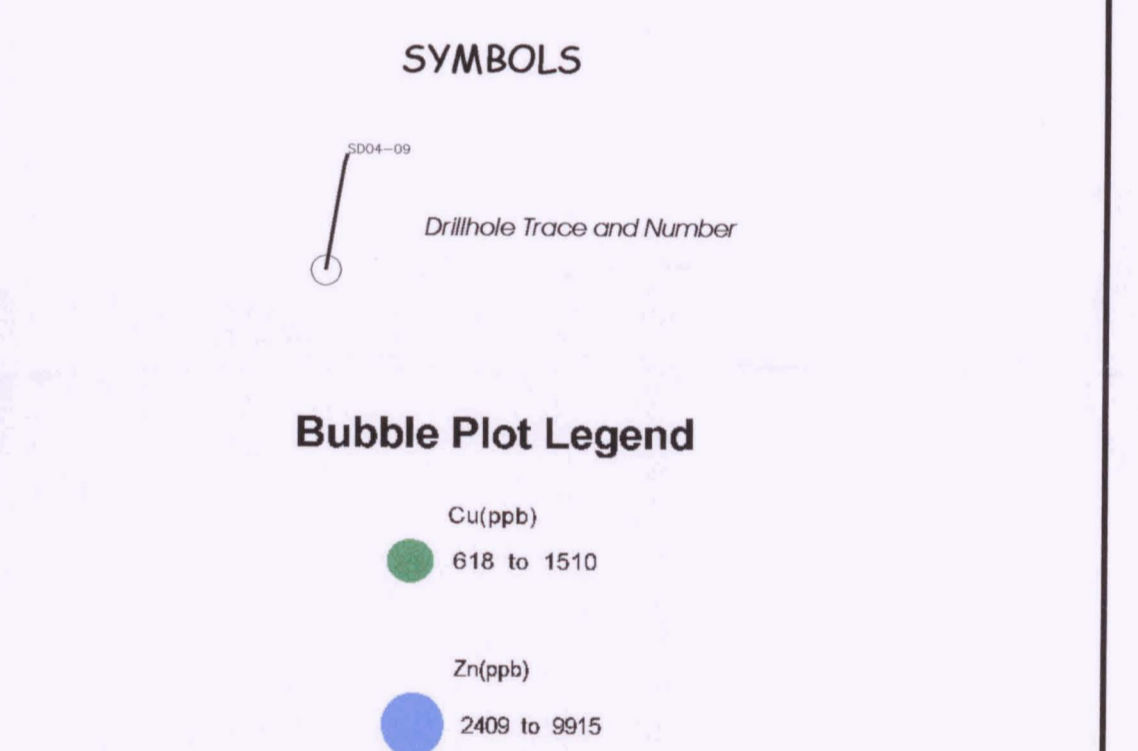 SYMBOLS
SD04-09
Drillhole Trace and Number
Bubble Plot Legend
Cu(ppb)
618 to 1510
Zn(ppb)
2409 to 9915